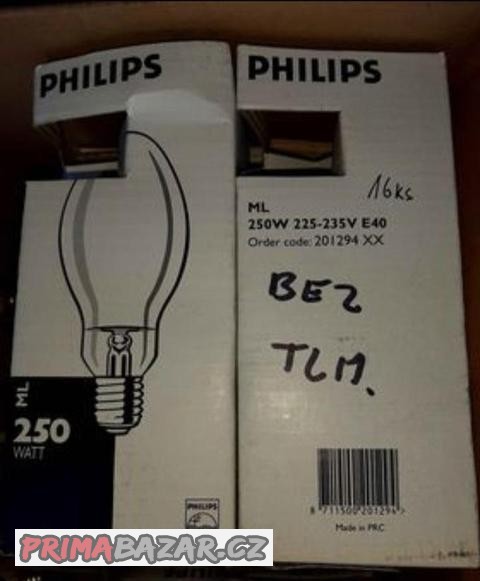 PHILIPS
ML
250
WATT
PHILIPS
PHILIPS
16ks
ML
250W 225-235V E40
Order code: 201294 XX
BEZ
TLM.
8 711500 201294 >
Made in PRC
PRIMABAZAR.CZ